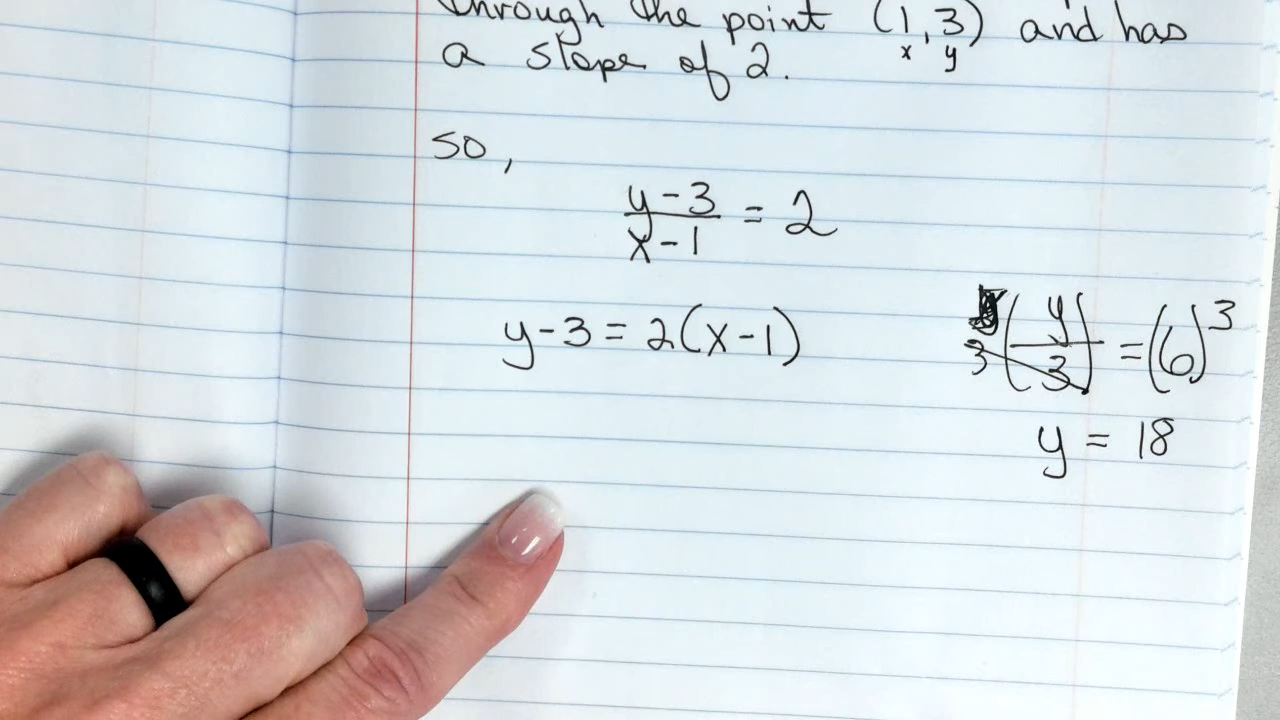 through the point (1, 3) and has
x y
a slope of 2.
so,
y-3/x-1 = 2
y-3 = 2(x-1)
3(y/3) = (6)3
y = 18